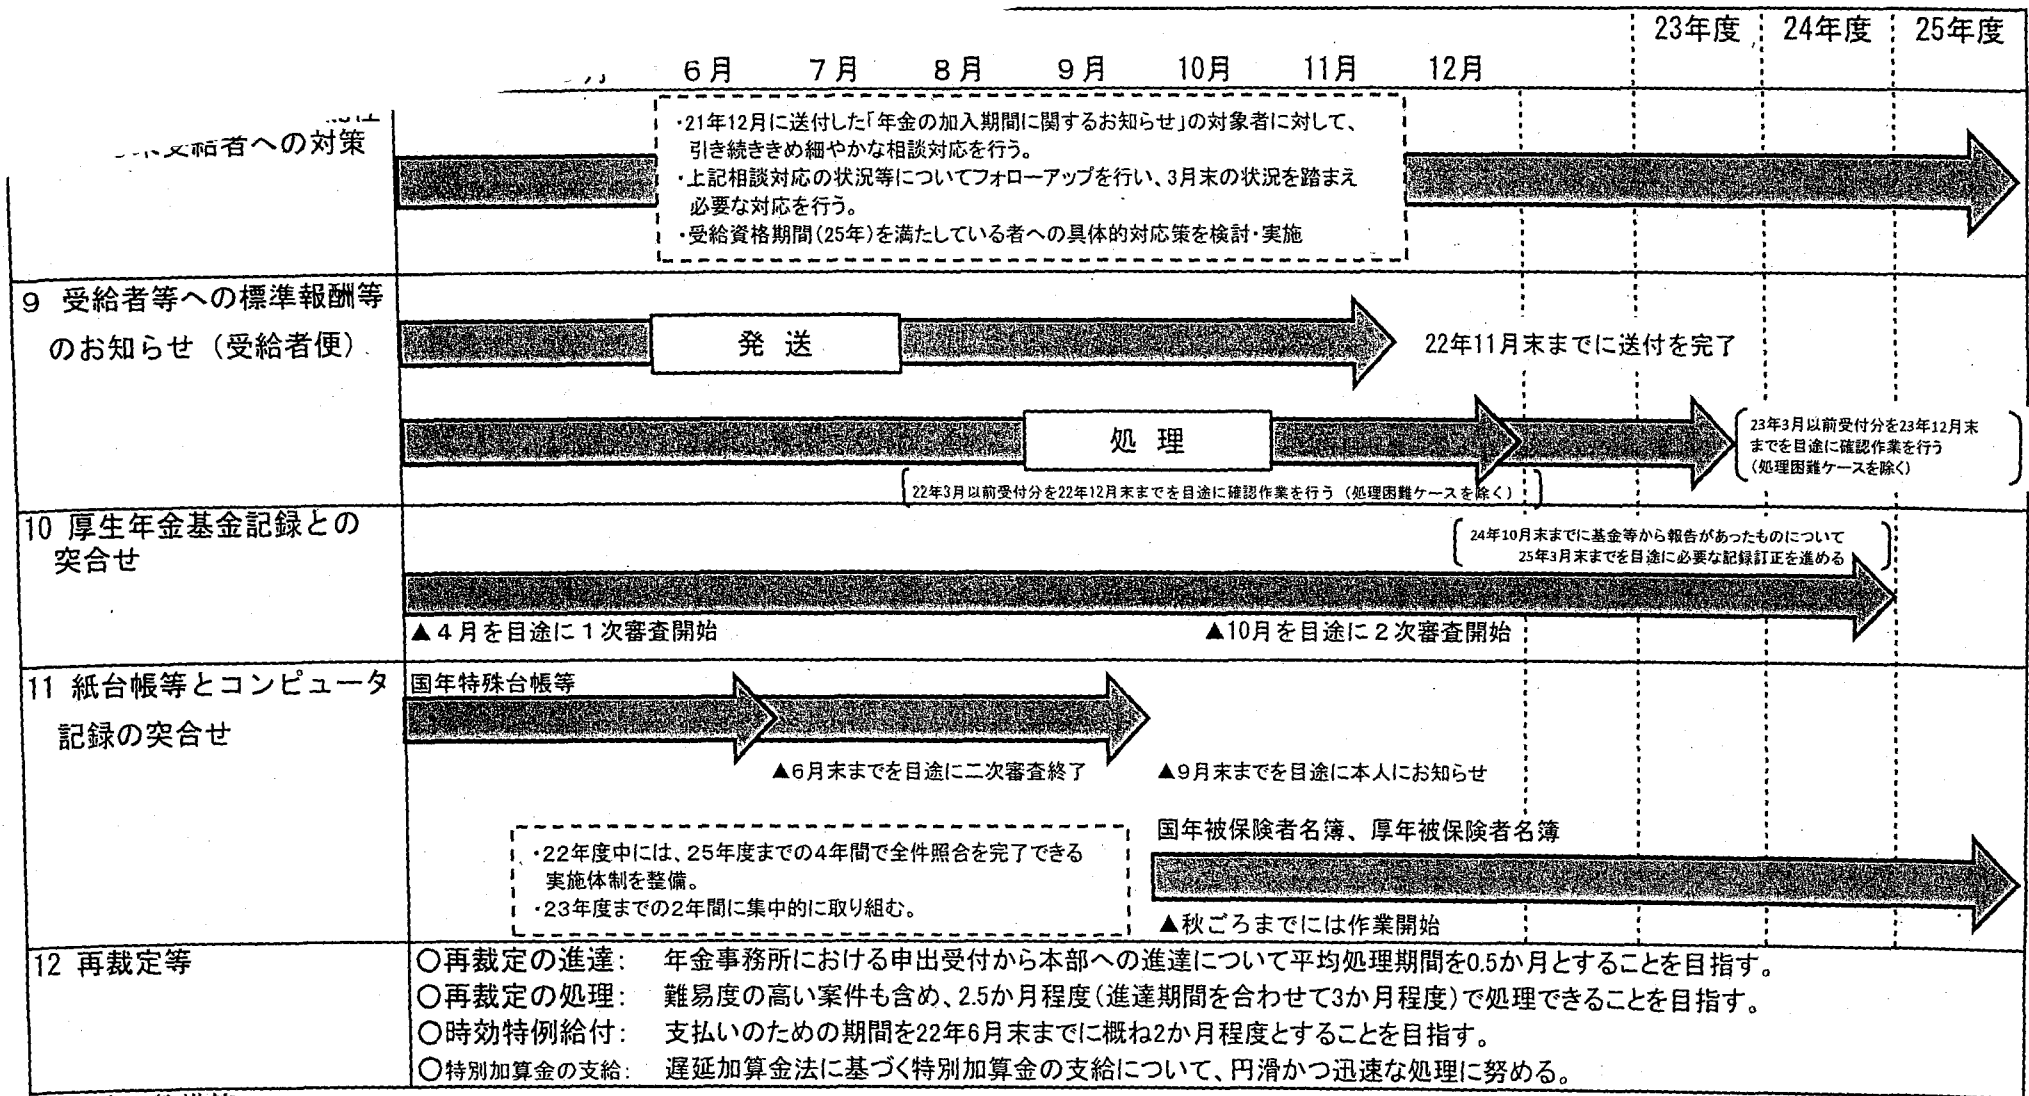 23年度 24年度 25年度
月 6月 7月 8月 9月 10月 11月 12月
受給者への対策
・21年12月に送付した「年金の加入期間に関するお知らせ」の対象者に対して、
引き続ききめ細やかな相談対応を行う。
・上記相談対応の状況等についてフォローアップを行い、3月末の状況を踏まえ
必要な対応を行う。
・受給資格期間(25年)を満たしている者への具体的対応策を検討・実施
9 受給者等への標準報酬等
のお知らせ（受給者便）
発 送
22年11月末までに送付を完了
処 理
23年3月以前受付分を23年12月末
までを目途に確認作業を行う
（処理困難ケースを除く）
22年3月以前受付分を22年12月末までを目途に確認作業を行う（処理困難ケースを除く）
10 厚生年金基金記録との
突合せ
24年10月末までに基金等から報告があったものについて
25年3月末までを目途に必要な記録訂正を進める
▲4月を目途に1次審査開始
▲10月を目途に2次審査開始
11 紙台帳等とコンピュータ
記録の突合せ
国年特殊台帳等
▲6月末までを目途に二次審査終了
▲9月末までを目途に本人にお知らせ
・22年度中には、25年度までの4年間で全件照合を完了できる
実施体制を整備。
・23年度までの2年間に集中的に取り組む。
国年被保険者名簿、厚年被保険者名簿
▲秋ごろまでには作業開始
12 再裁定等
○再裁定の進達： 年金事務所における申出受付から本部への進達について平均処理期間を0.5か月とすることを目指す。
○再裁定の処理： 難易度の高い案件も含め、2.5か月程度（進達期間を合わせて3か月程度）で処理できることを目指す。
○時効特例給付： 支払いのための期間を22年6月末までに概ね2か月程度とすることを目指す。
○特別加算金の支給： 遅延加算金法に基づく特別加算金の支給について、円滑かつ迅速な処理に努める。